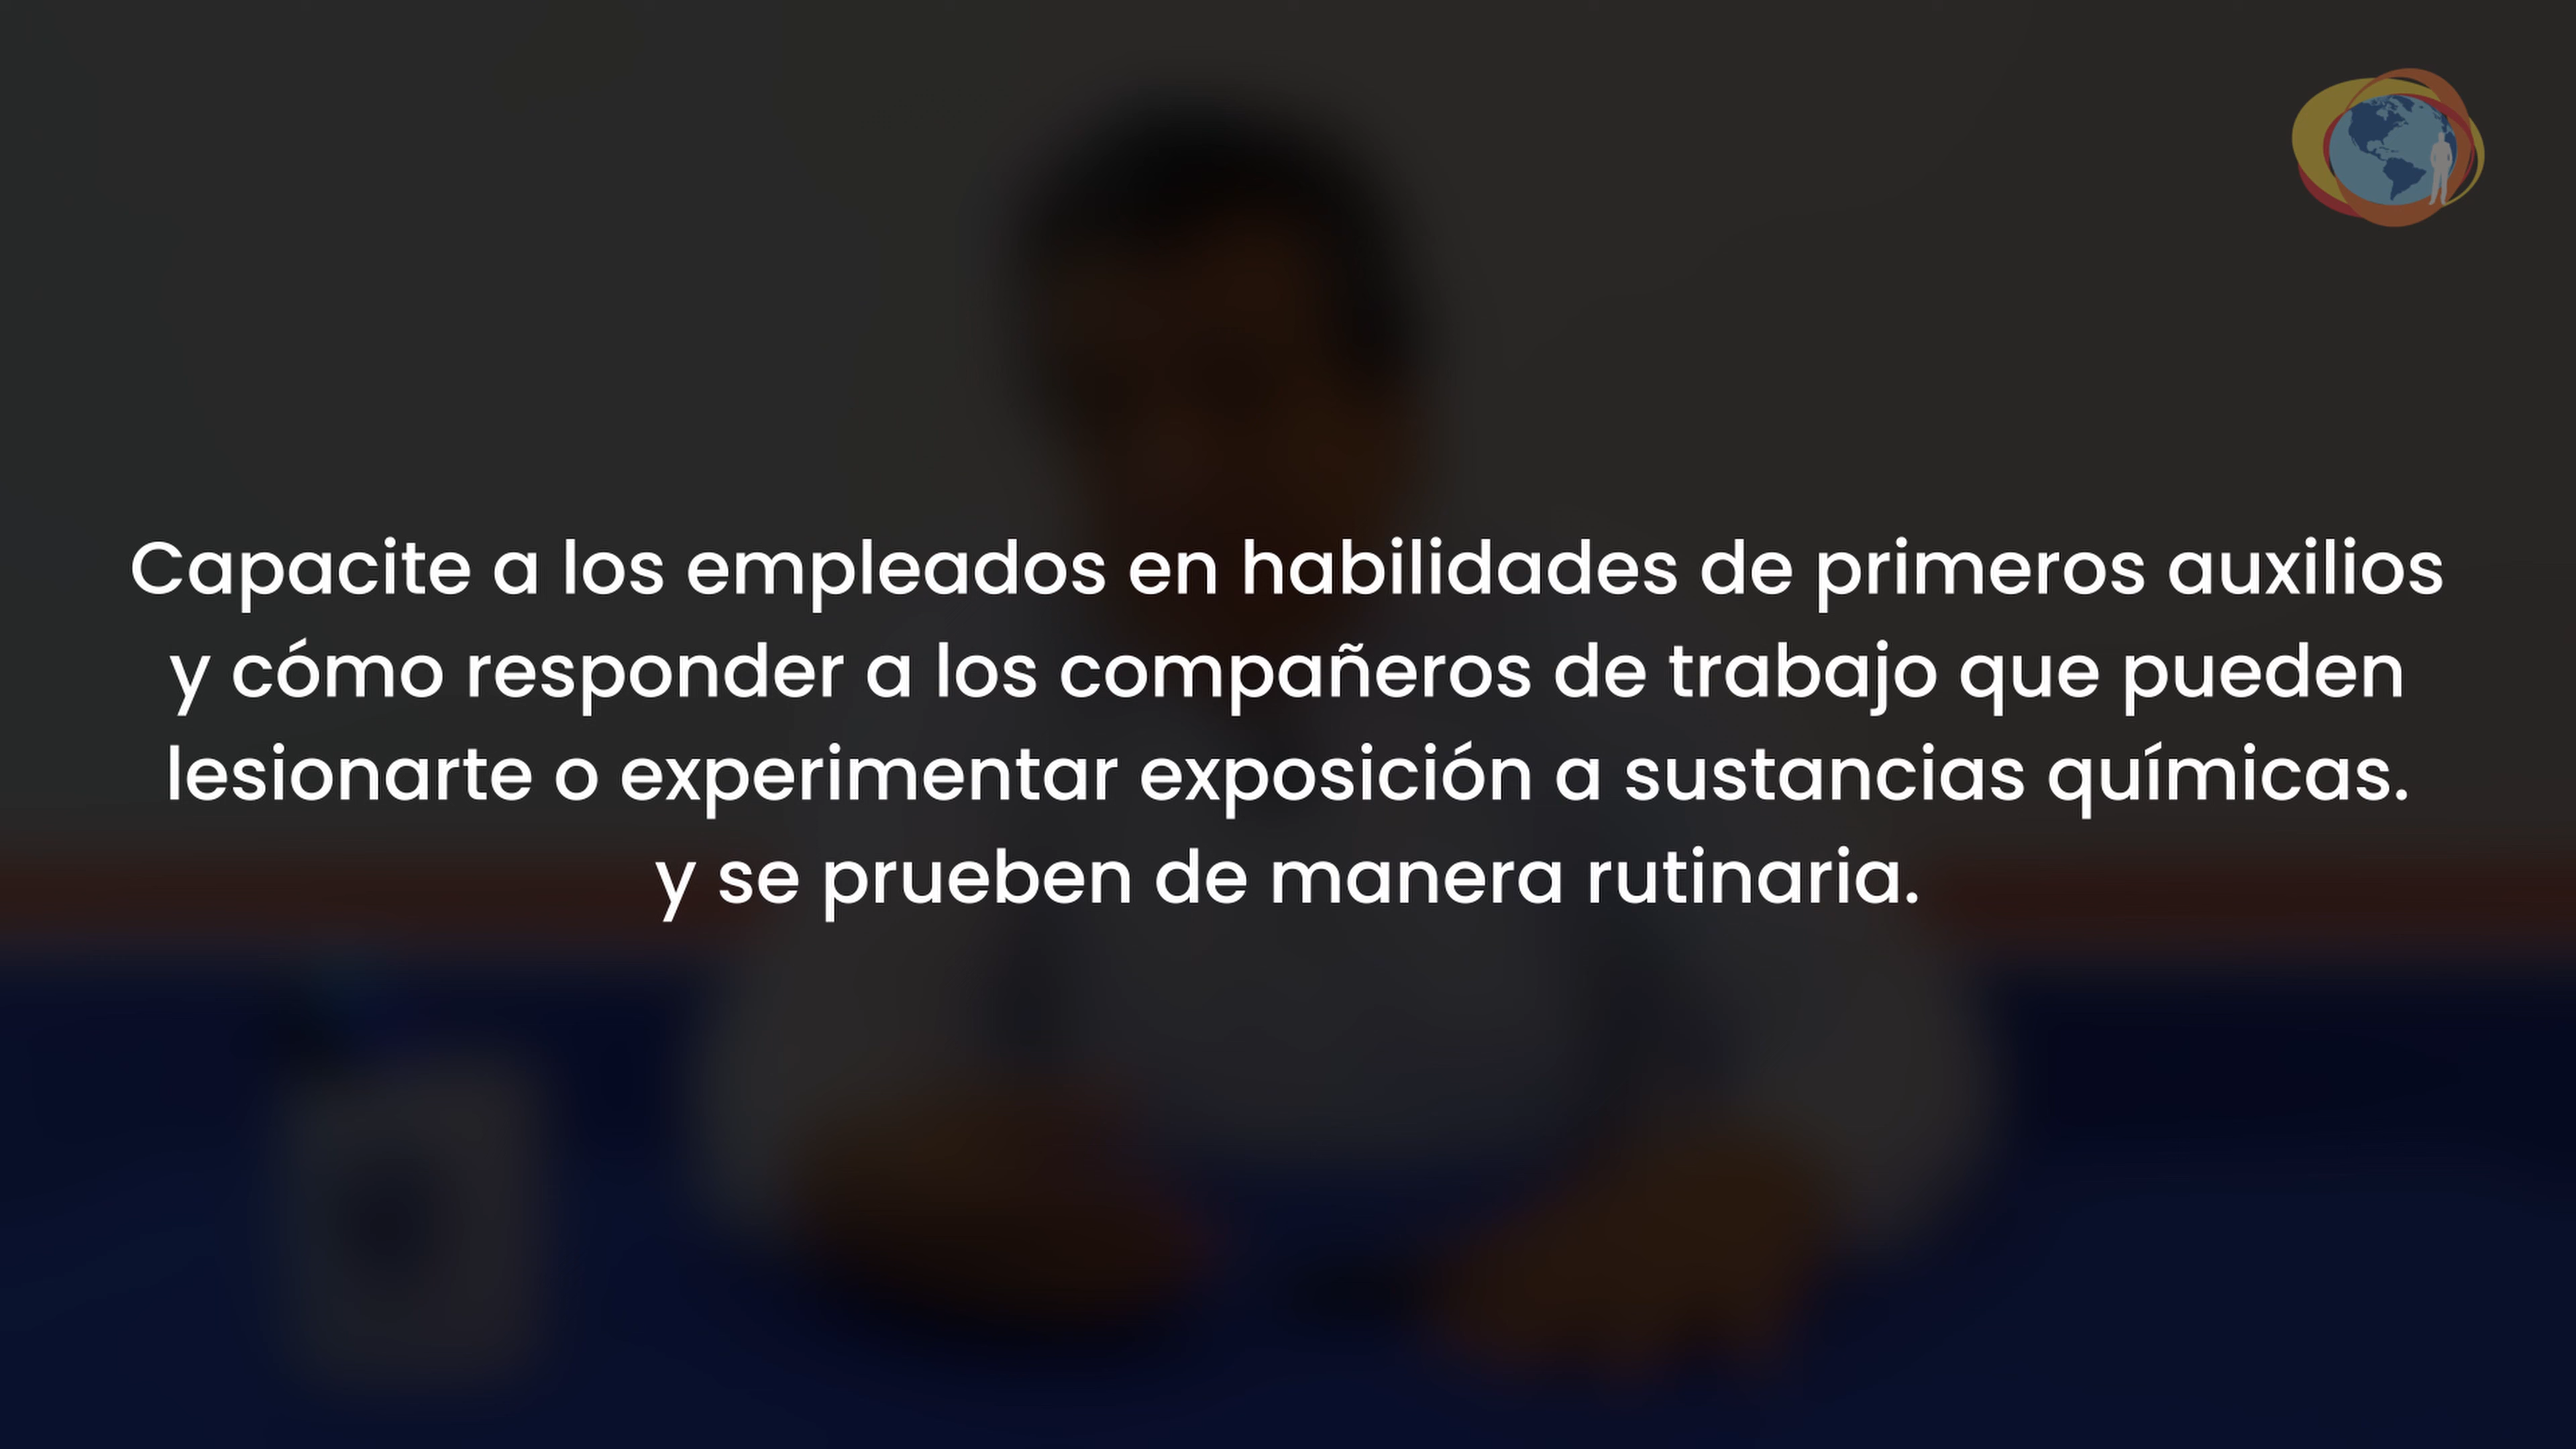 Capacite a los empleados en habilidades de primeros auxilios
y cómo responder a los compañeros de trabajo que pueden
lesionarte o experimentar exposición a sustancias químicas.
y se prueben de manera rutinaria.